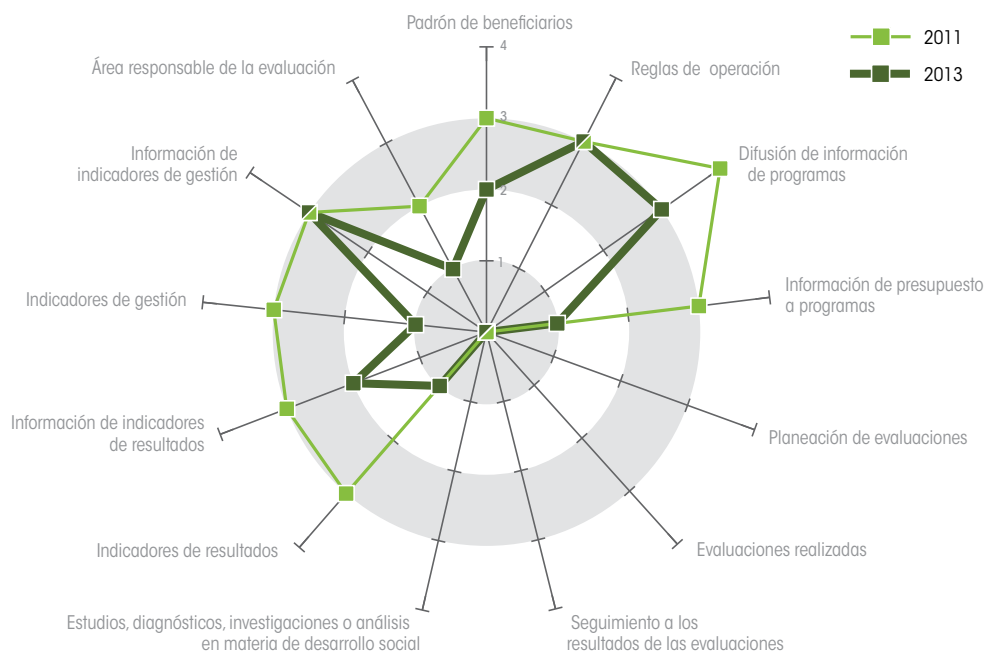 Padrón de beneficiarios
4
3
2
1
2011
2013
Reglas de operación
Difusión de información
de programas
Información de presupuesto
a programas
Planeación de evaluaciones
Evaluaciones realizadas
Seguimiento a los
resultados de las evaluaciones
Estudios, diagnósticos, investigaciones o análisis
en materia de desarrollo social
Indicadores de resultados
Información de indicadores
de resultados
Indicadores de gestión
Información de
indicadores de gestión
Área responsable de la evaluación